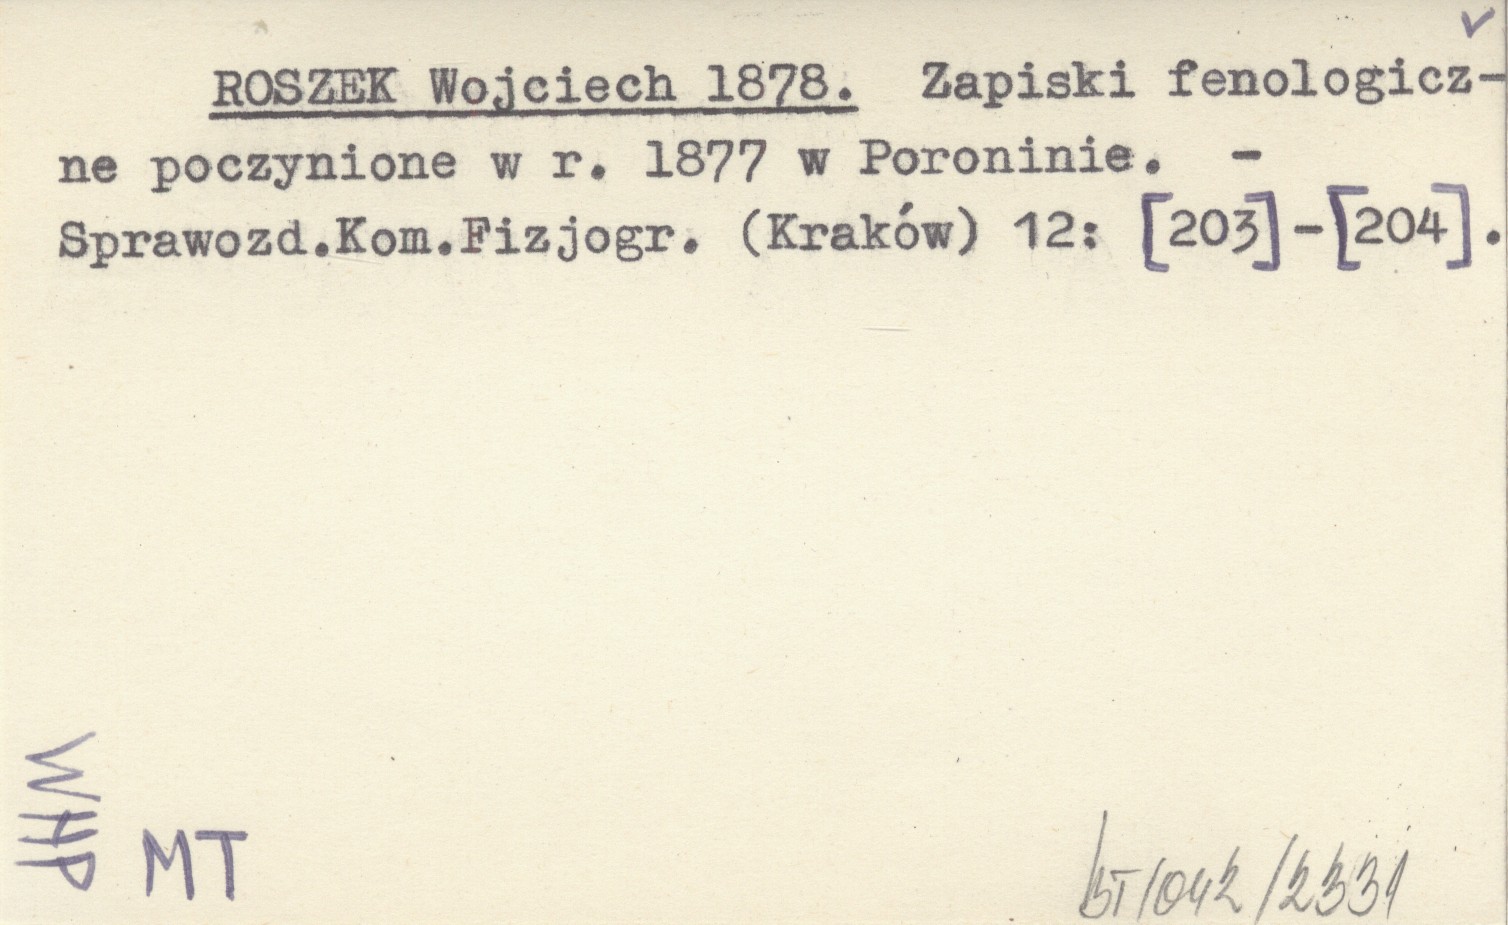 ROSZEK Wojciech 1878. Zapiski fenologicz-
ne poczynione w r. 1877 w Poroninie. -
Sprawozd.Kom.Fizjogr. (Kraków) 12: [203]-[204].
WHP
MT
BT/042/2331